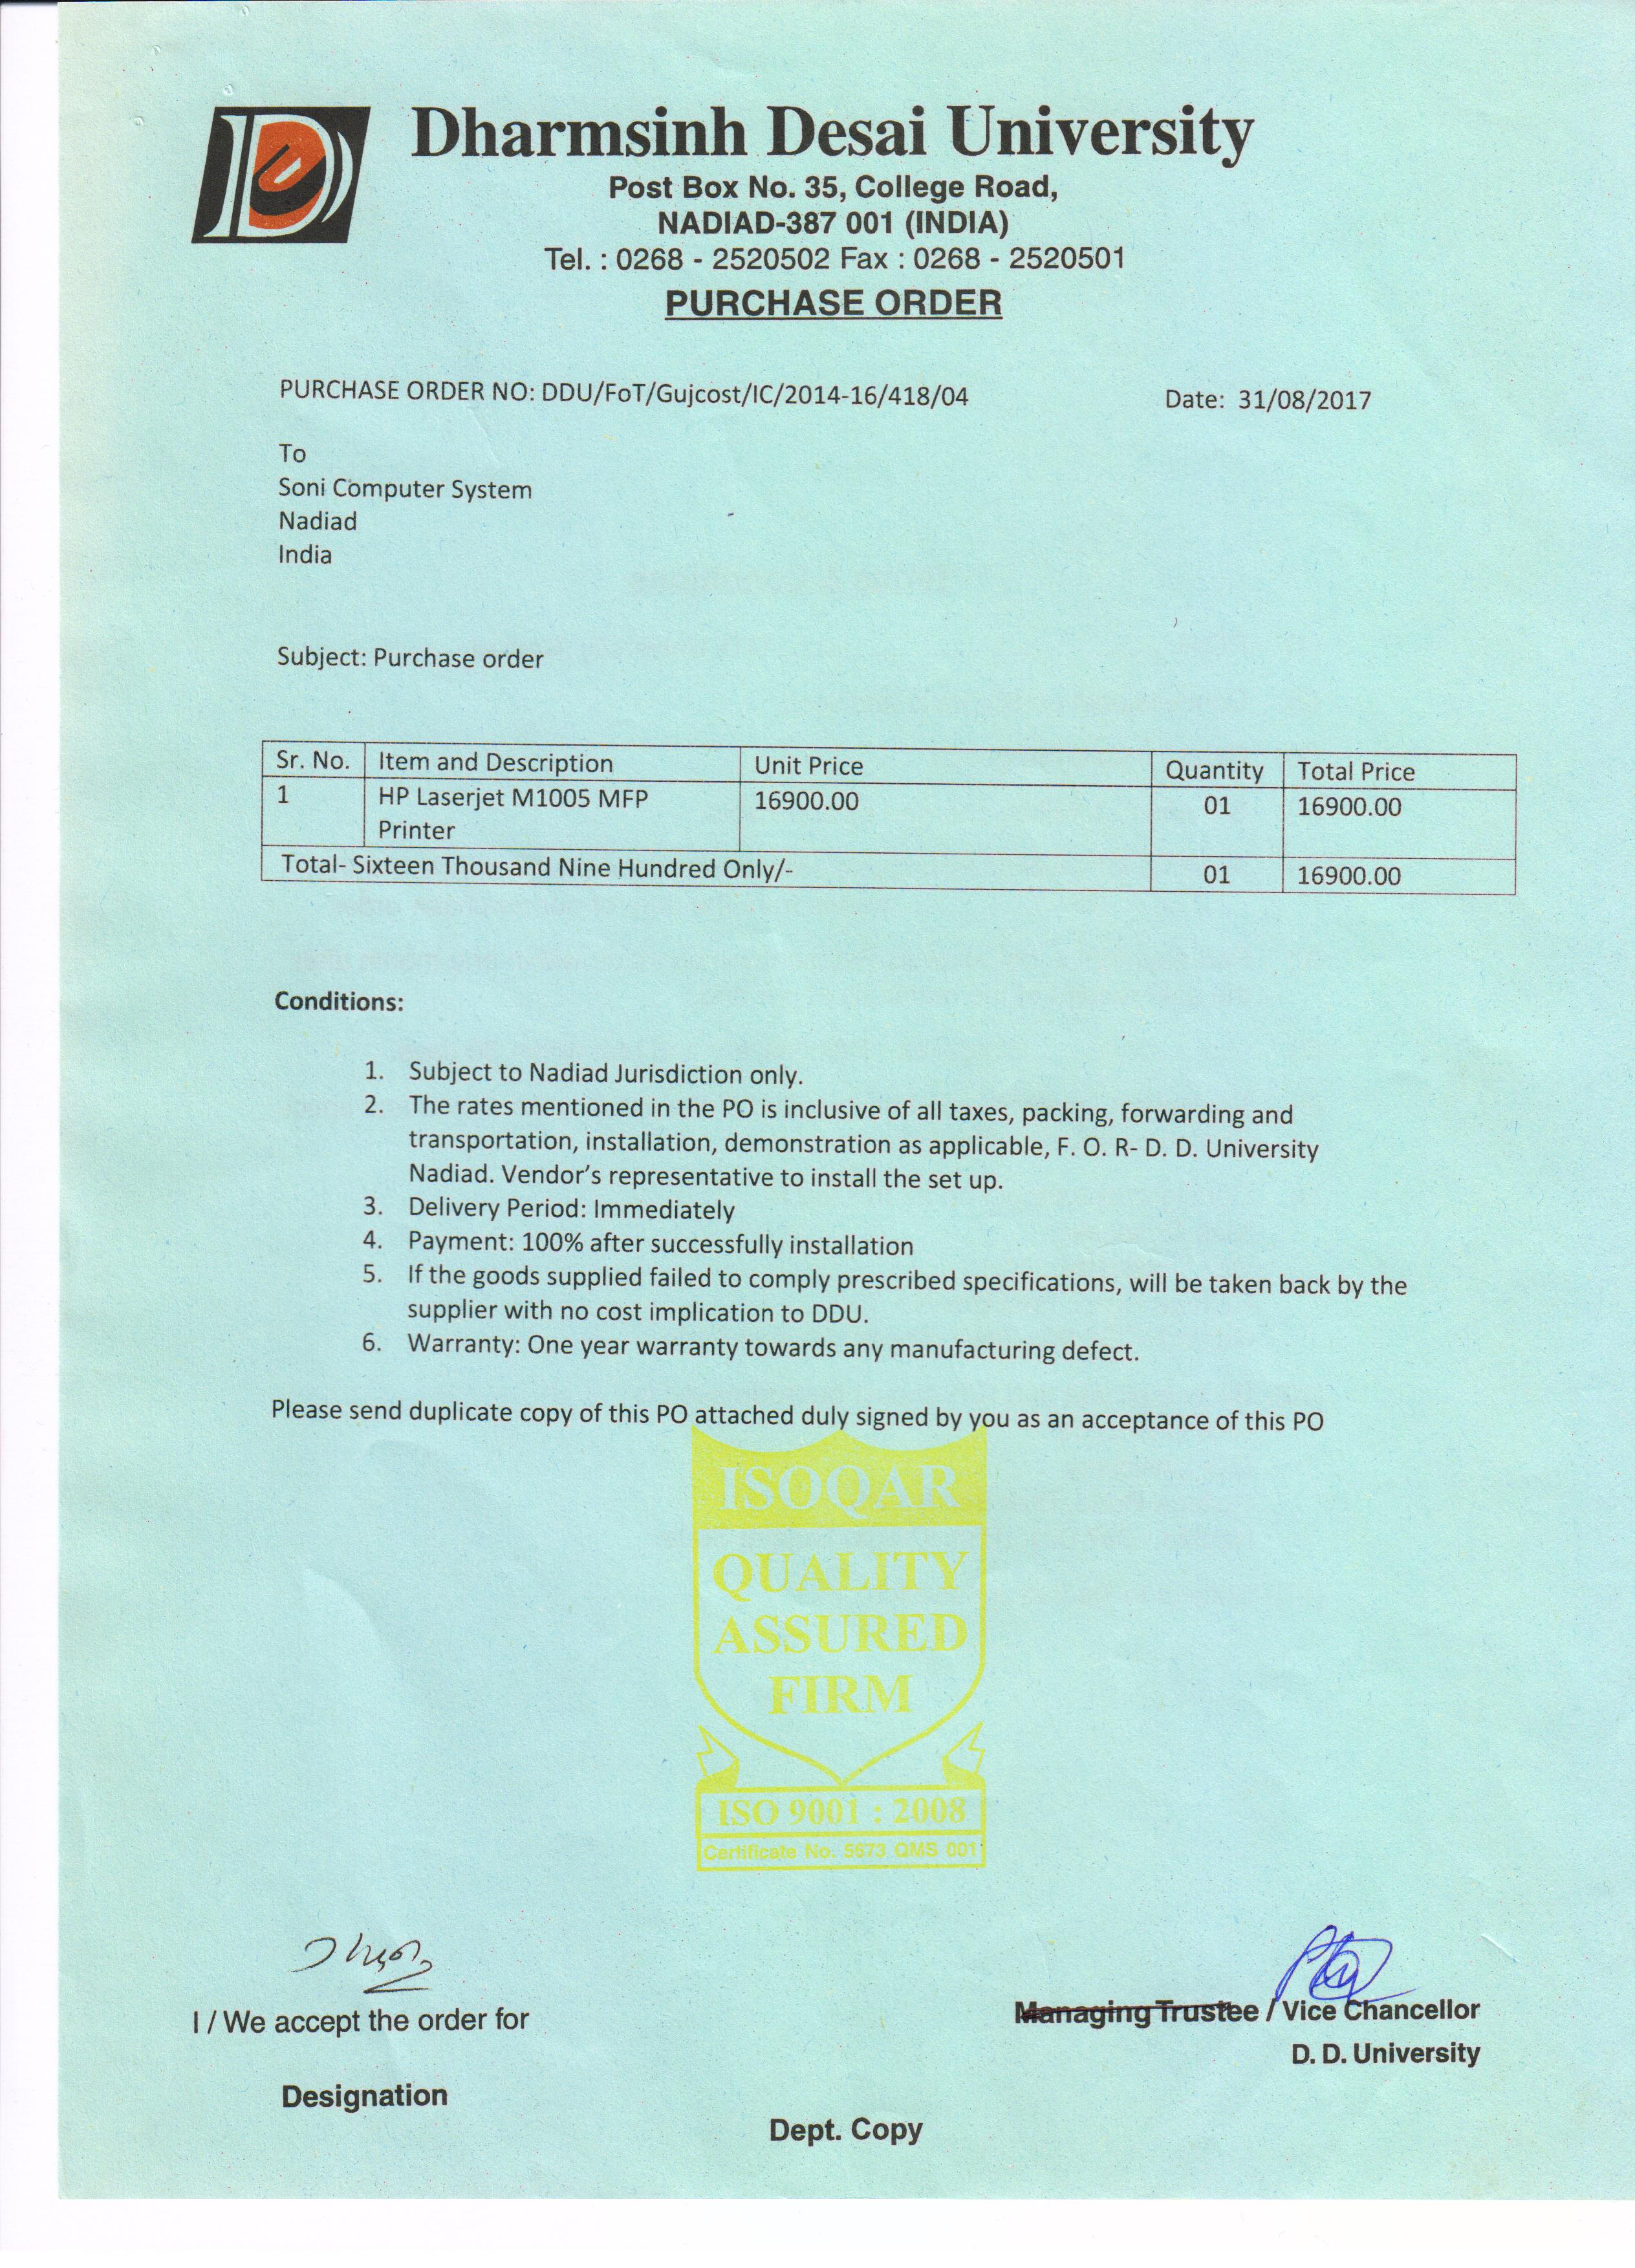 Dharmsinh Desai University
Post Box No. 35, College Road,
NADIAD-387 001 (INDIA)
Tel. : 0268 - 2520502 Fax : 0268 - 2520501
PURCHASE ORDER
PURCHASE ORDER NO: DDU/FoT/Gujcost/IC/2014-16/418/04 Date: 31/08/2017
To
Soni Computer System
Nadiad
India
Subject: Purchase order
Sr. No. Item and Description Unit Price Quantity Total Price
1 HP Laserjet M1005 MFP 16900.00 01 16900.00
Printer
Total- Sixteen Thousand Nine Hundred Only/- 01 16900.00
Conditions:
1. Subject to Nadiad Jurisdiction only.
2. The rates mentioned in the PO is inclusive of all taxes, packing, forwarding and
transportation, installation, demonstration as applicable, F. O. R- D. D. University
Nadiad. Vendor's representative to install the set up.
3. Delivery Period: Immediately
4. Payment: 100% after successfully installation
5. If the goods supplied failed to comply prescribed specifications, will be taken back by the
supplier with no cost implication to DDU.
6. Warranty: One year warranty towards any manufacturing defect.
Please send duplicate copy of this PO attached duly signed by you as an acceptance of this PO
ISOQAR
QUALITY
ASSURED
FIRM
ISO 9001 : 2008
Certificate No. 5673 QMS 001
I / We accept the order for
Managing Trustee / Vice Chancellor
D. D. University
Designation
Dept. Copy